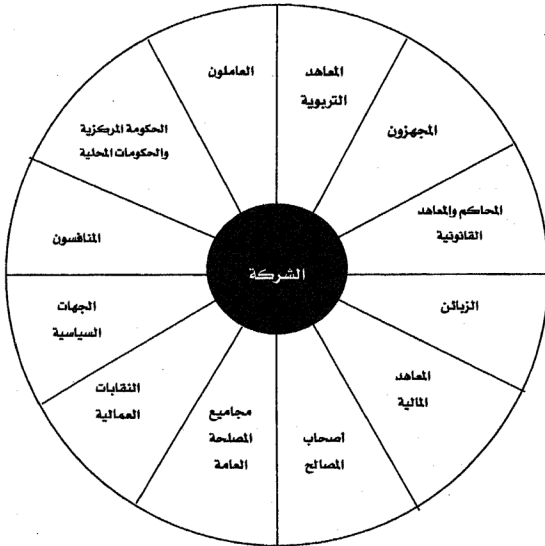 المعاهد
التربوية
المجهزون
المحاكم والمعاهد
القانونية
الزبائن
المعاهد
المالية
اصحاب
المصالح
مجاميع
المصلحة
العامة
النقابات
العمالية
الجهات
السياسية
المنافسون
الحكومة المركزية
والحكومات المحلية
العاملون
الشركة